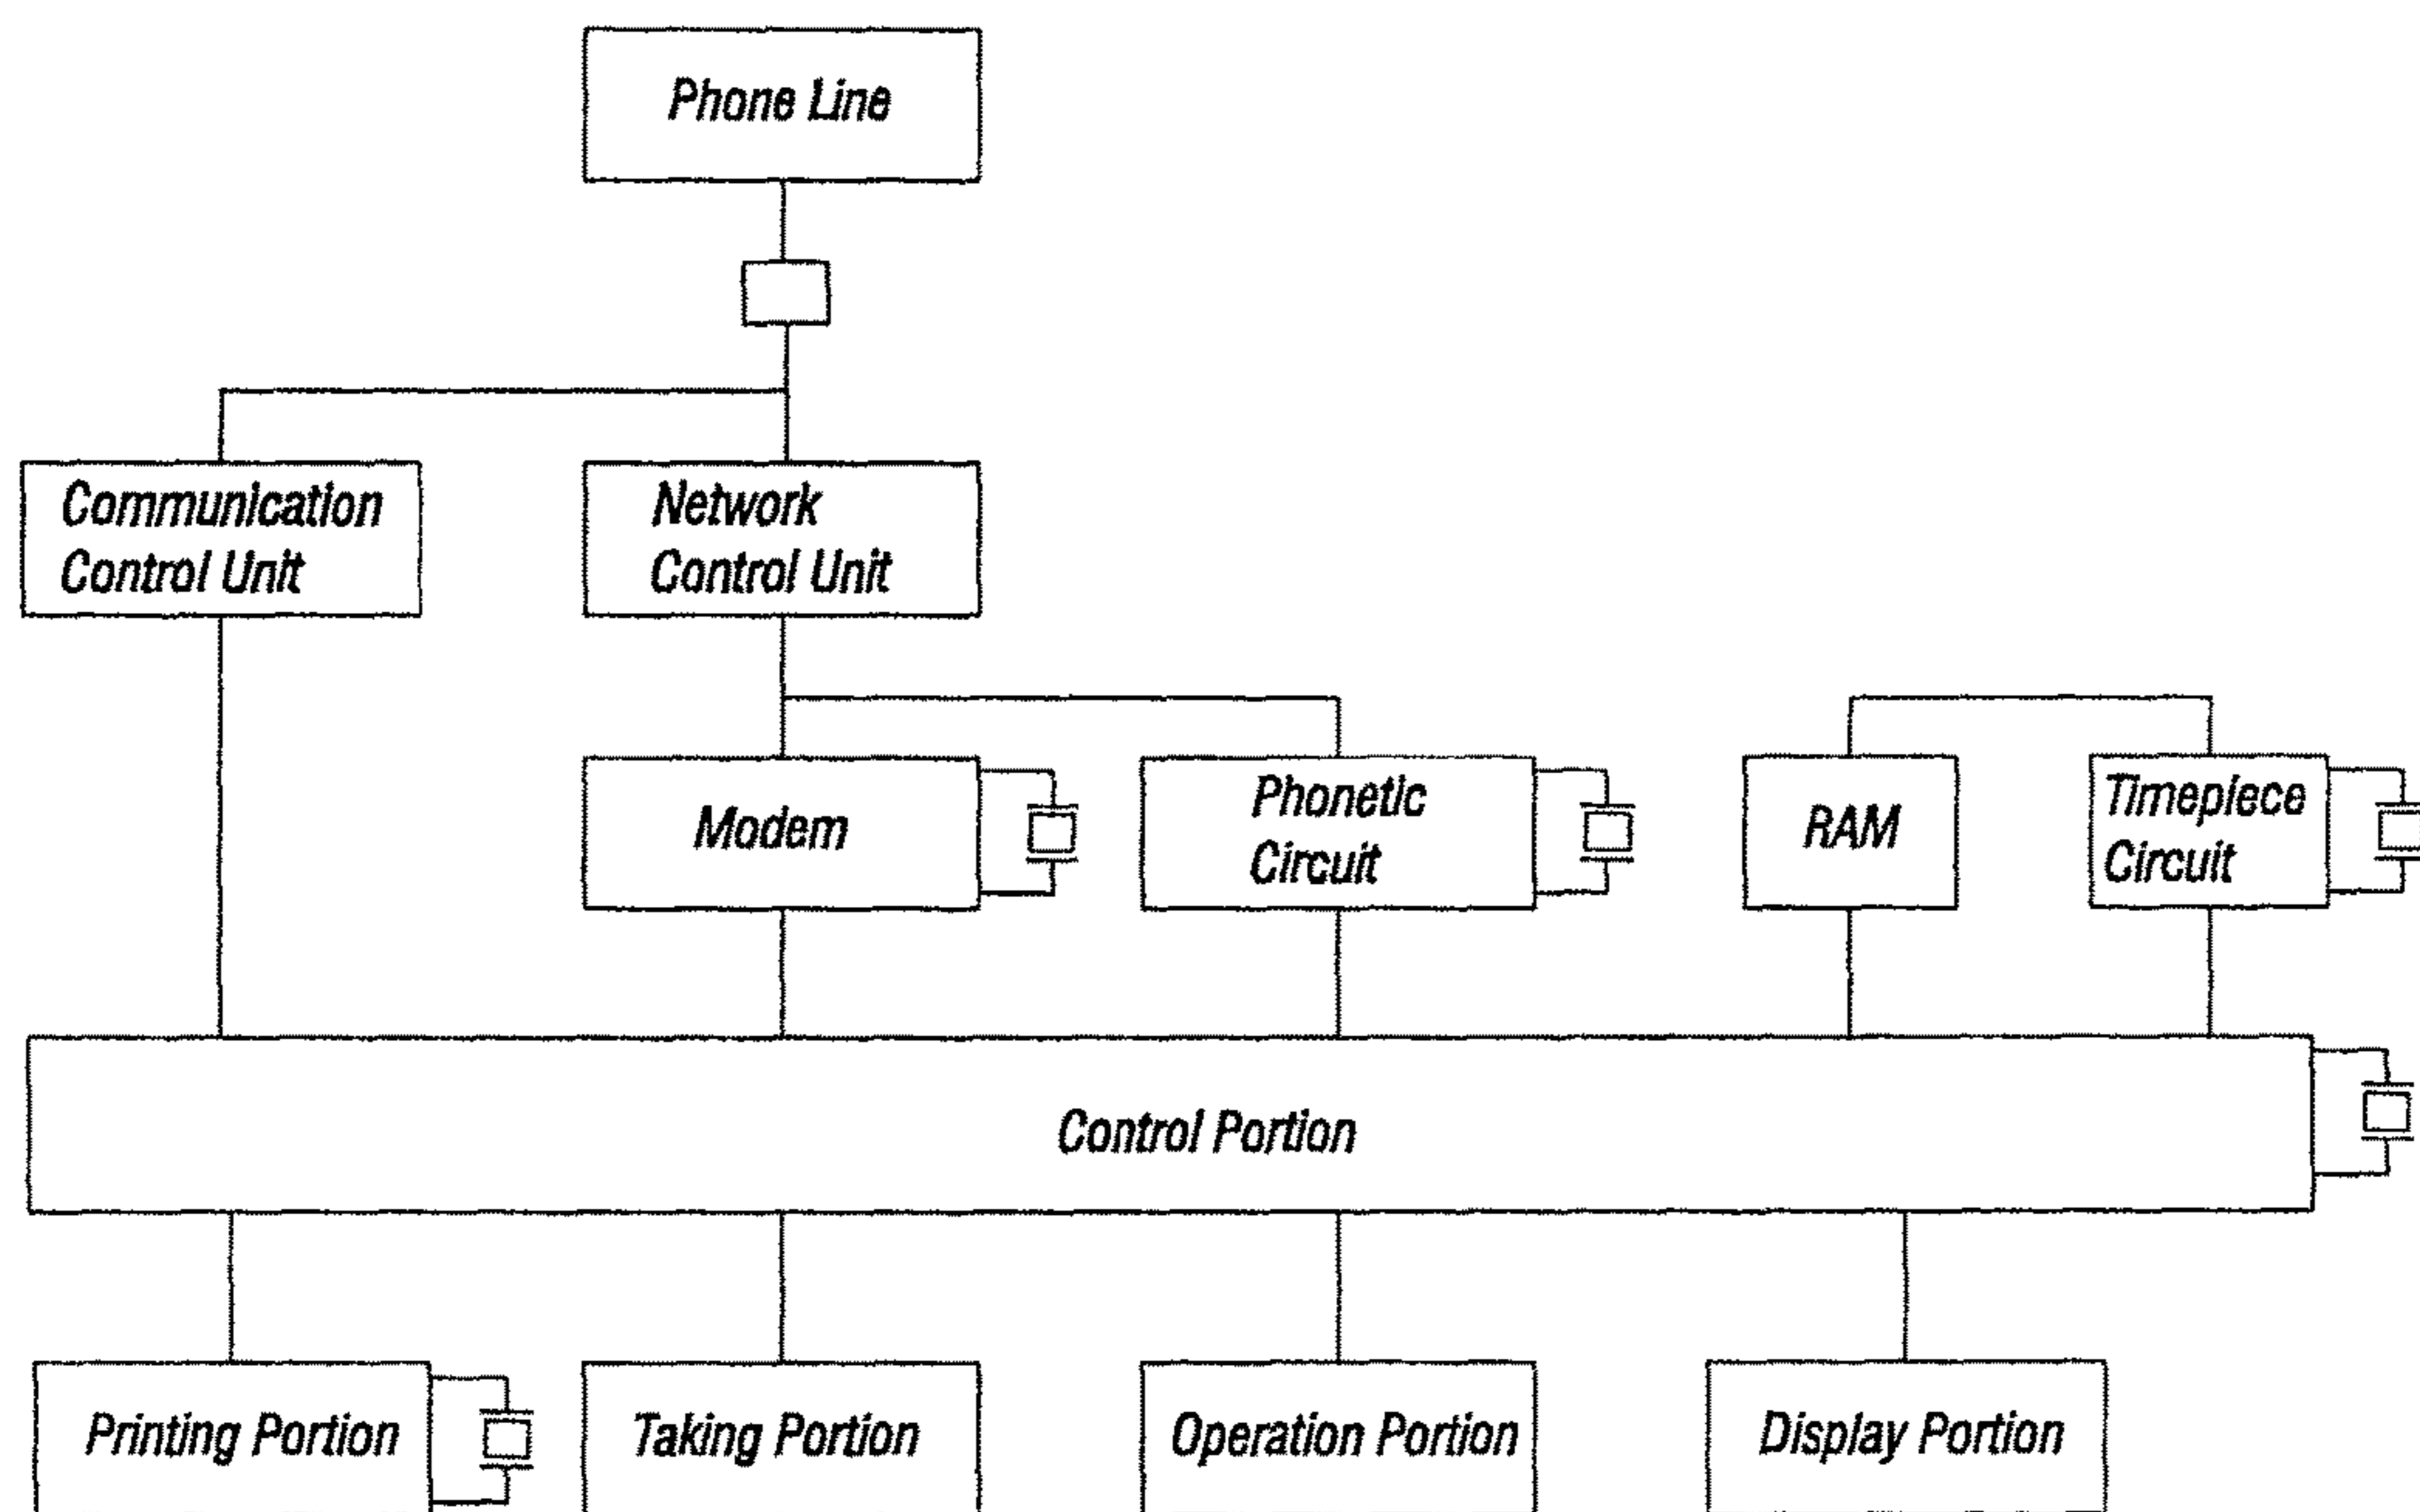 Phone Line
Communication
Control Unit
Network
Control Unit
Modem
Phonetic
Circuit
RAM
Timepiece
Circuit
Control Portion
Printing Portion
Taking Portion
Operation Portion
Display Portion